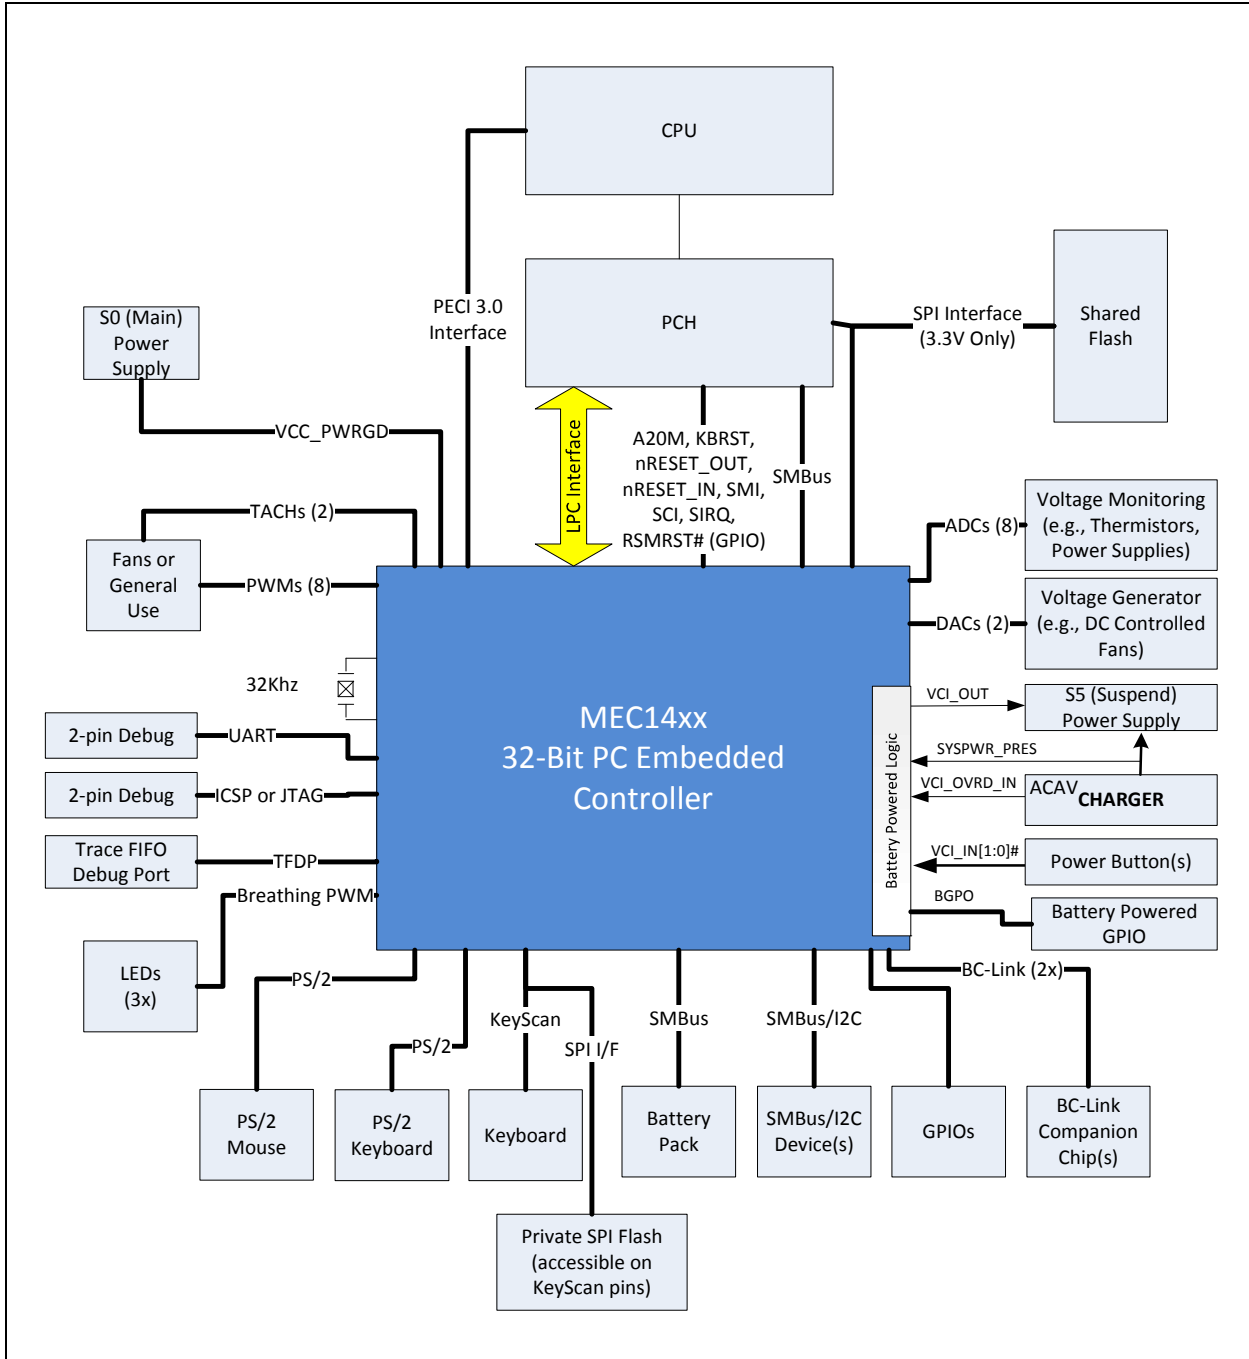 CPU
PCH
PECI 3.0
Interface
SPI Interface
(3.3V Only)
Shared
Flash
S0 (Main)
Power
Supply
VCC_PWRGD
LPC Interface
A20M, KBRST,
nRESET_OUT,
nRESET_IN, SMI,
SCI, SIRQ,
RSMRST# (GPIO)
SMBus
TACHs (2)
Fans or
General
Use
PWMs (8)
ADCs (8)
Voltage Monitoring
(e.g., Thermistors,
Power Supplies)
DACs (2)
Voltage Generator
(e.g., DC Controlled
Fans)
32Khz
MEC14xx
32-Bit PC Embedded
Controller
Battery Powered Logic
VCI_OUT
S5 (Suspend)
Power Supply
SYSPWR_PRES
VCI_OVRD_IN
ACAV
CHARGER
VCI_IN[1:0]#
Power Button(s)
BGPO
Battery Powered
GPIO
2-pin Debug
UART
2-pin Debug
ICSP or JTAG
Trace FIFO
Debug Port
TFDP
Breathing PWM
LEDs
(3x)
PS/2
PS/2
KeyScan
SPI I/F
SMBus
SMBus/I2C
BC-Link (2x)
PS/2
Mouse
PS/2
Keyboard
Keyboard
Battery
Pack
SMBus/I2C
Device(s)
GPIOs
BC-Link
Companion
Chip(s)
Private SPI Flash
(accessible on
KeyScan pins)